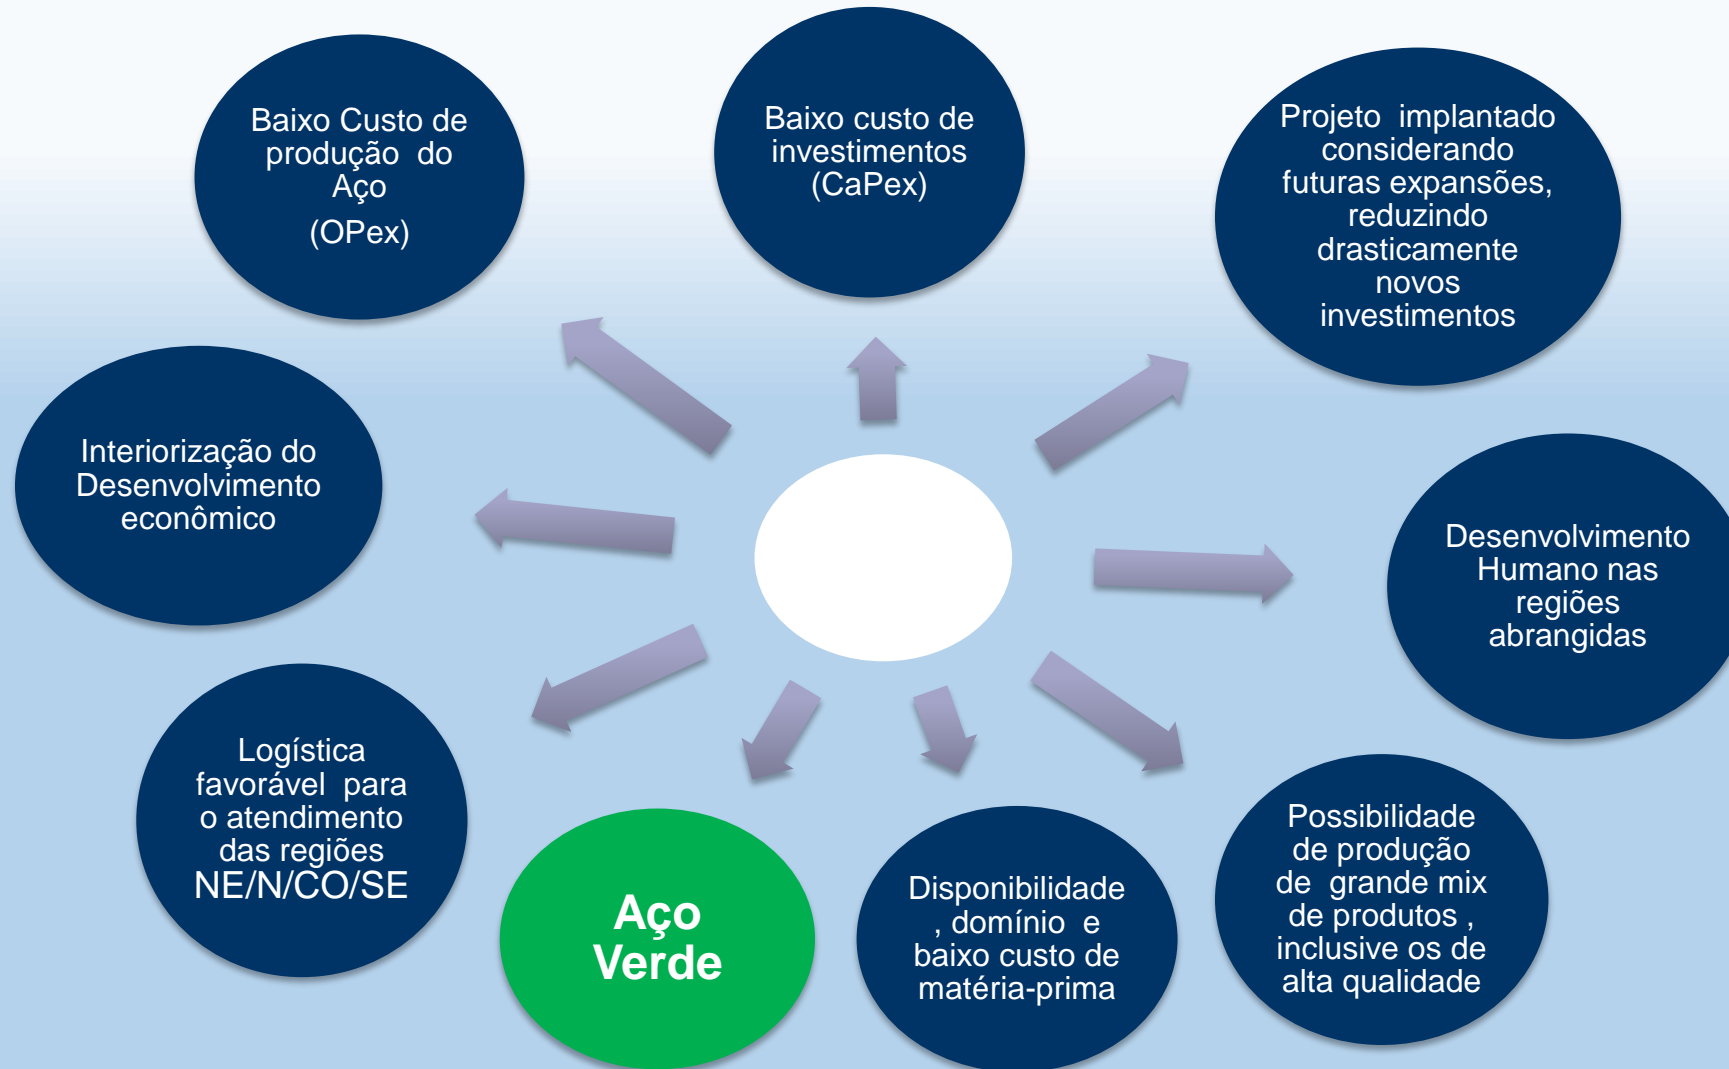 Baixo Custo de
produção do
Aço
(OPex)
Baixo custo de
investimentos
(CaPex)
Projeto implantado
considerando
futuras expansões,
reduzindo
drasticamente
novos
investimentos
Interiorização do
Desenvolvimento
econômico
Desenvolvimento
Humano nas
regiões
abrangidas
Logística
favorável para
o atendimento
das regiões
NE/N/CO/SE
Aço
Verde
Disponibilidade
, domínio e
baixo custo de
matéria-prima
Possibilidade
de produção
de grande mix
de produtos ,
inclusive os de
alta qualidade